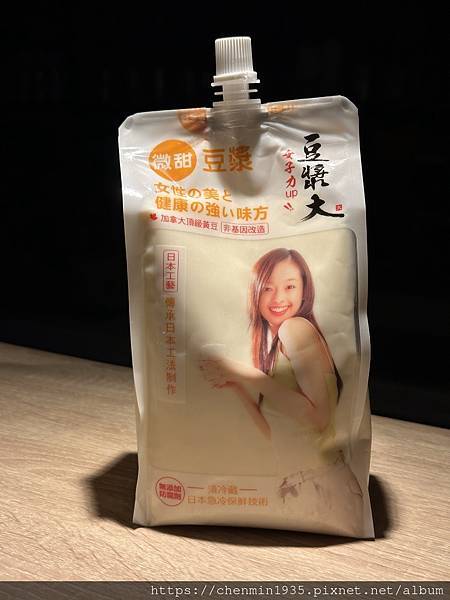 微甜 豆漿
女性の美と
健康の強い味方
加拿大頂級黃豆 非基因改造
豆漿大
女子力up
日本工藝
傳承日本工法制作
無添加
防腐劑
須冷藏
日本急冷保鮮技術
https://chenmin1935.pixnet.net/album